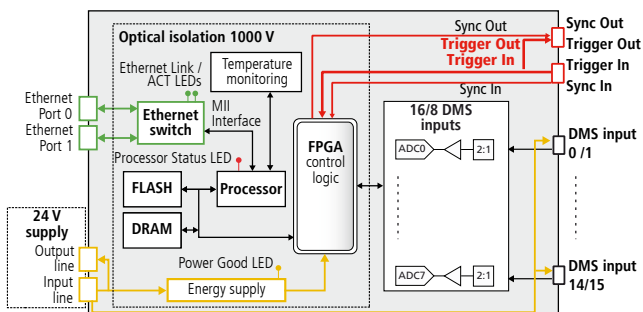 Optical isolation 1000 V
Sync Out
Sync Out
Trigger Out
Trigger Out
Trigger In
Trigger In
Sync In
Sync In
Temperature
monitoring
Ethernet Link /
ACT LEDs
Ethernet
Port 0
Ethernet
Port 1
Ethernet
switch
MII
Interface
Processor Status LED
FLASH
Processor
DRAM
FPGA
control
logic
16/8 DMS
inputs
ADC0
2:1
DMS inputs
0 /1
ADC7
2:1
DMS input
14/15
24 V
supply
Output
line
Input
line
Power Good LED
Energy supply